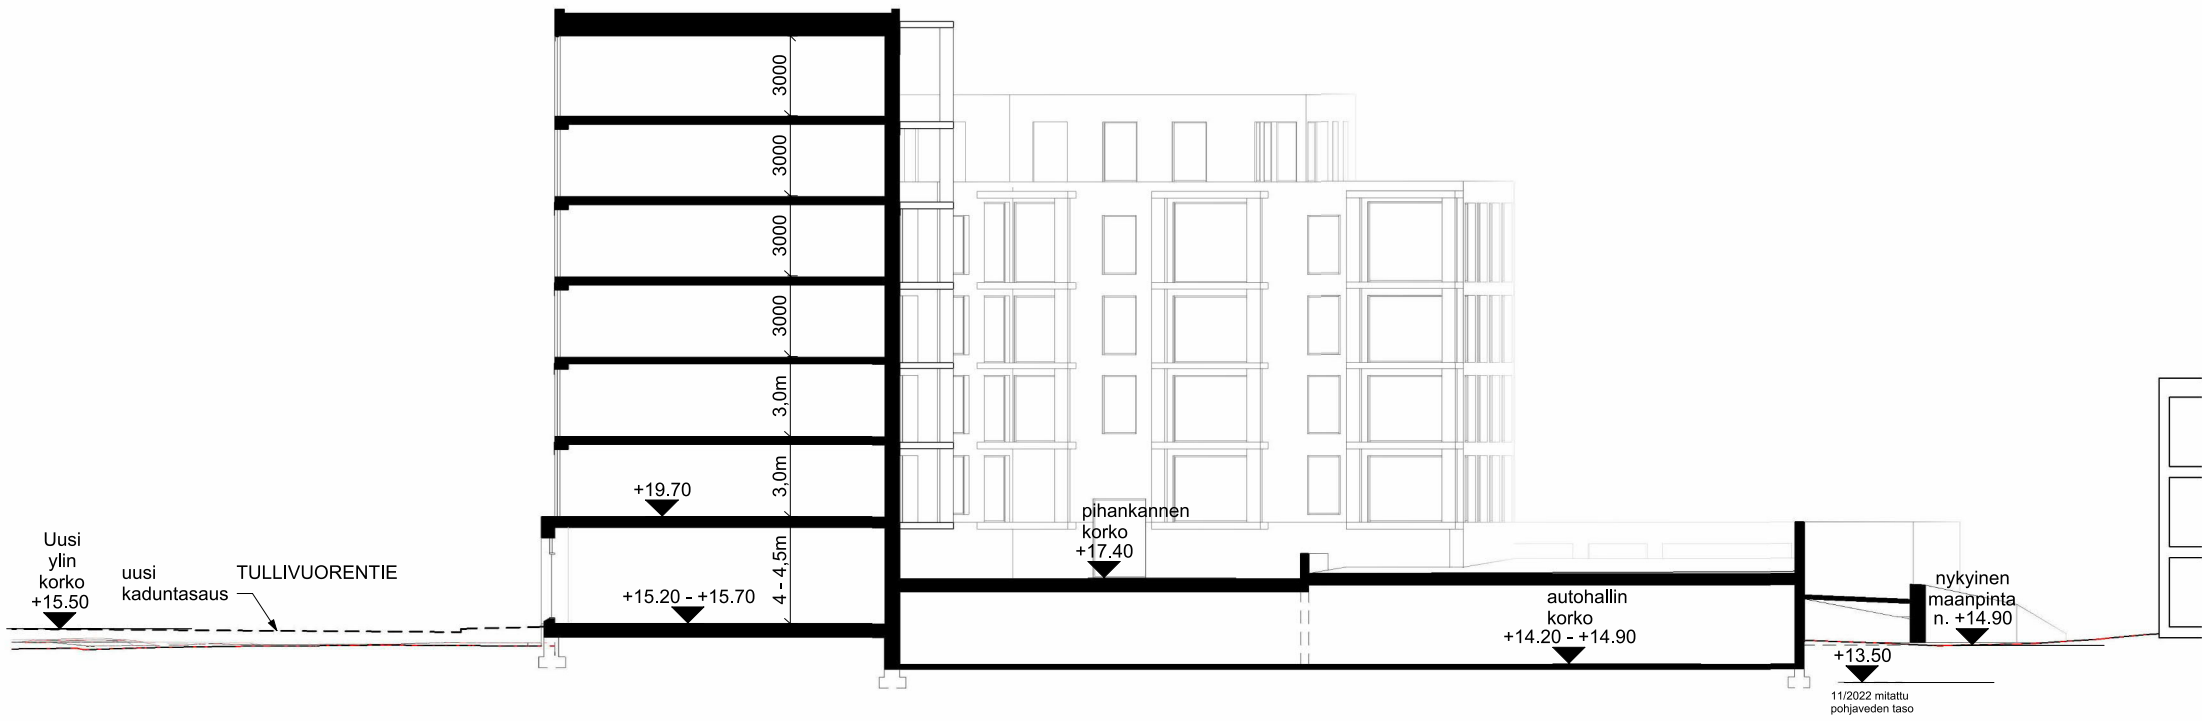 3000
3000
3000
3000
3,0m
3,0m
+19.70
4 - 4,5m
+15.20 - +15.70
Uusi
ylin
korko
+15.50
uusi
kaduntasaus
TULLIVUORENTIE
pihankannen
korko
+17.40
autohallin
korko
+14.20 - +14.90
nykyinen
maanpinta
n. +14.90
+13.50
11/2022 mitattu
pohjaveden taso